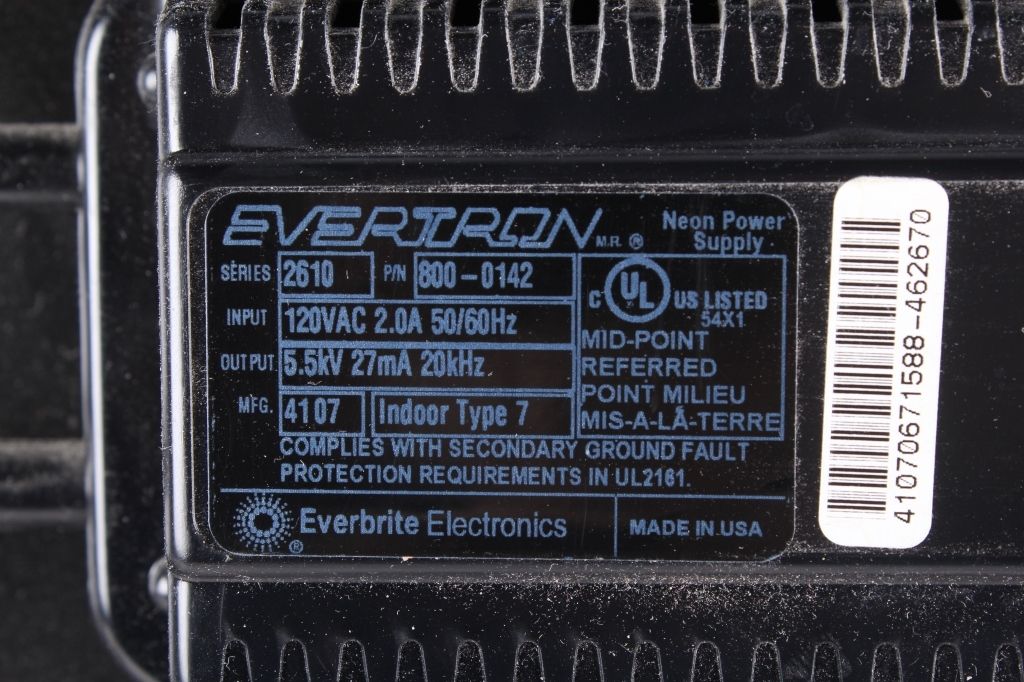 EVERTRON M.R. ®
Neon Power
Supply
SERIES 2610 P/N 800-0142
INPUT 120VAC 2.0A 50/60Hz
OUTPUT 5.5kV 27mA 20kHz
MFG. 4107 Indoor Type 7
C UL US LISTED
54X1
MID-POINT
REFERRED
POINT MILIEU
MIS-A-LÃ-TERRE
COMPLIES WITH SECONDARY GROUND FAULT
PROTECTION REQUIREMENTS IN UL2161.
® Everbrite Electronics
MADE IN USA
41070671588-462670